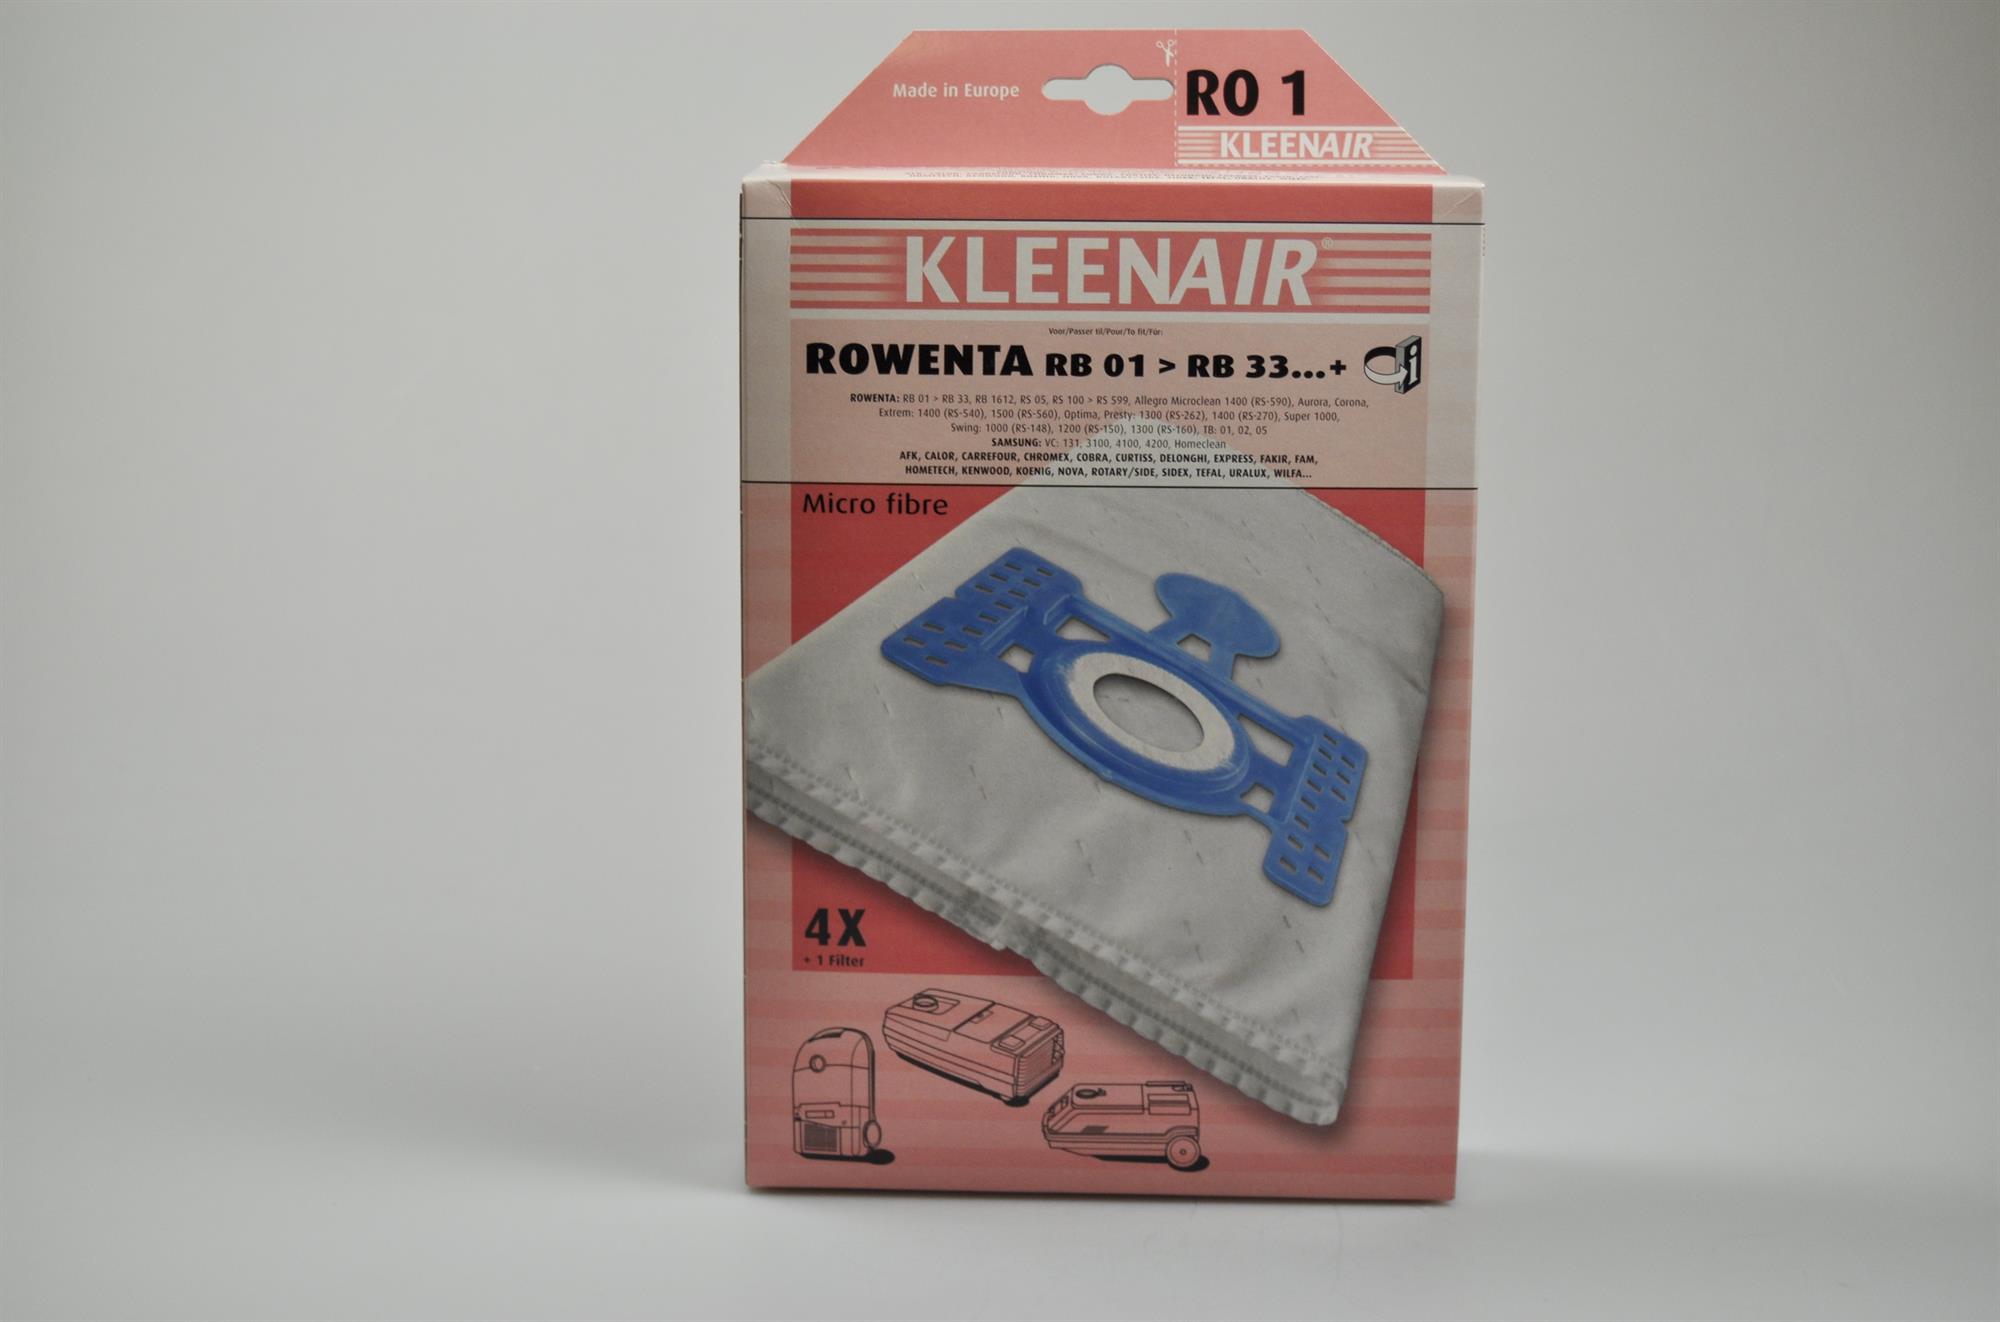 Made in Europe
RO 1
KLEENAIR
KLEENAIR®
Voor/Passer til/Pour/To fit/Für:
ROWENTA RB 01 > RB 33...+
i
ROWENTA: RB 01 > RB 33, RB 1612, RS 05, RS 100 > RS 599, Allegro Microclean 1400 (RS-590), Aurora, Corona,
Extrem: 1400 (RS-540), 1500 (RS-560), Optima, Presty: 1300 (RS-262), 1400 (RS-270), Super 1000,
Swing: 1000 (RS-148), 1200 (RS-150), 1300 (RS-160), TB: 01, 02, 05
SAMSUNG: VC: 131, 3100, 4100, 4200, Homeclean
AFK, CALOR, CARREFOUR, CHROMEX, COBRA, CURTISS, DELONGHI, EXPRESS, FAKIR, FAM,
HOMETECH, KENWOOD, KOENIG, NOVA, ROTARY/SIDE, SIDEX, TEFAL, URALUX, WILFA...
Micro fibre
4X
+ 1 Filter